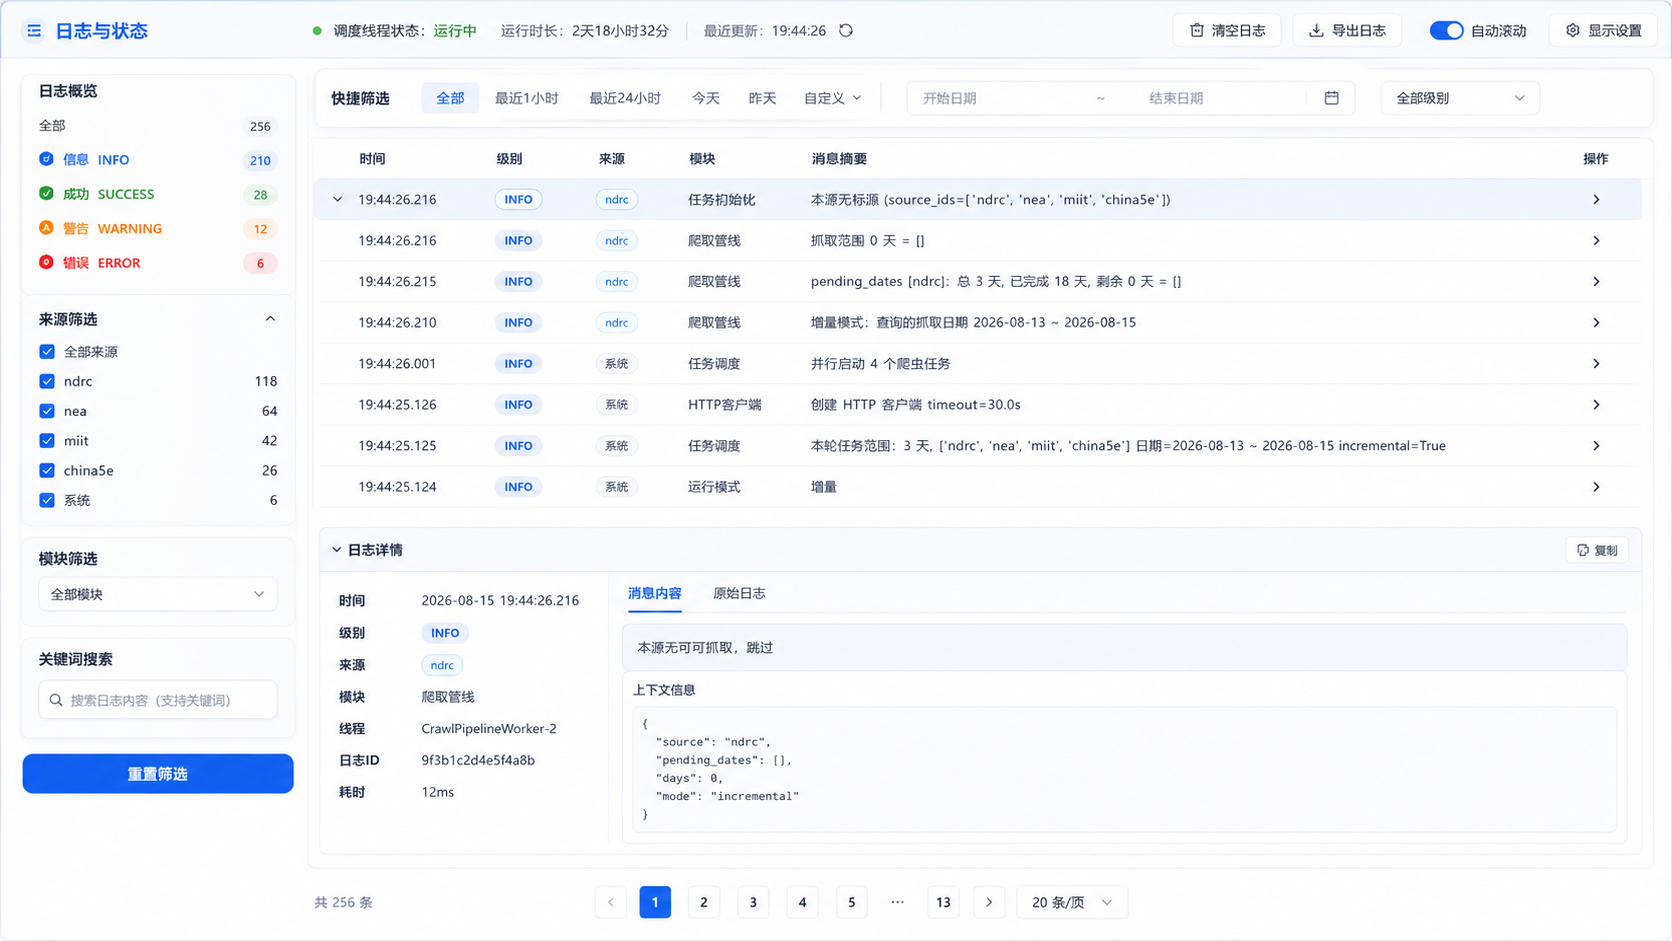 日志与状态
调度线程状态：运行中 运行时长：2天18小时32分 最近更新：19:44:26
清空日志 导出日志 自动滚动 显示设置
日志概览
全部 256
信息 INFO 210
成功 SUCCESS 28
警告 WARNING 12
错误 ERROR 6
来源筛选
全部来源
ndrc 118
nea 64
miit 42
china5e 26
系统 6
模块筛选
全部模块
关键词搜索
搜索日志内容（支持关键词）
重置筛选
快捷筛选 全部 最近1小时 最近24小时 今天 昨天 自定义 开始日期 ~ 结束日期 全部级别
时间 级别 来源 模块 消息摘要 操作
19:44:26.216 INFO ndrc 任务初始化 本源无标源 (source_ids=['ndrc', 'nea', 'miit', 'china5e'])
19:44:26.216 INFO ndrc 爬取管线 抓取范围 0 天 = []
19:44:26.215 INFO ndrc 爬取管线 pending_dates [ndrc]: 总 3 天, 已完成 18 天, 剩余 0 天 = []
19:44:26.210 INFO ndrc 爬取管线 增量模式：查询的抓取日期 2026-08-13 ~ 2026-08-15
19:44:26.001 INFO 系统 任务调度 并行启动 4 个爬虫任务
19:44:25.126 INFO 系统 HTTP客户端 创建 HTTP 客户端 timeout=30.0s
19:44:25.125 INFO 系统 任务调度 本轮任务范围：3 天, ['ndrc', 'nea', 'miit', 'china5e'] 日期=2026-08-13 ~ 2026-08-15 incremental=True
19:44:25.124 INFO 系统 运行模式 增量
日志详情 复制
时间 2026-08-15 19:44:26.216
级别 INFO
来源 ndrc
模块 爬取管线
线程 CrawlPipelineWorker-2
日志ID 9f3b1c2d4e5f4a8b
耗时 12ms
消息内容 原始日志
本源无可可抓取，跳过
上下文信息
{
"source": "ndrc",
"pending_dates": [],
"days": 0,
"mode": "incremental"
}
共 256 条 1 2 3 4 5 ··· 13 20 条/页